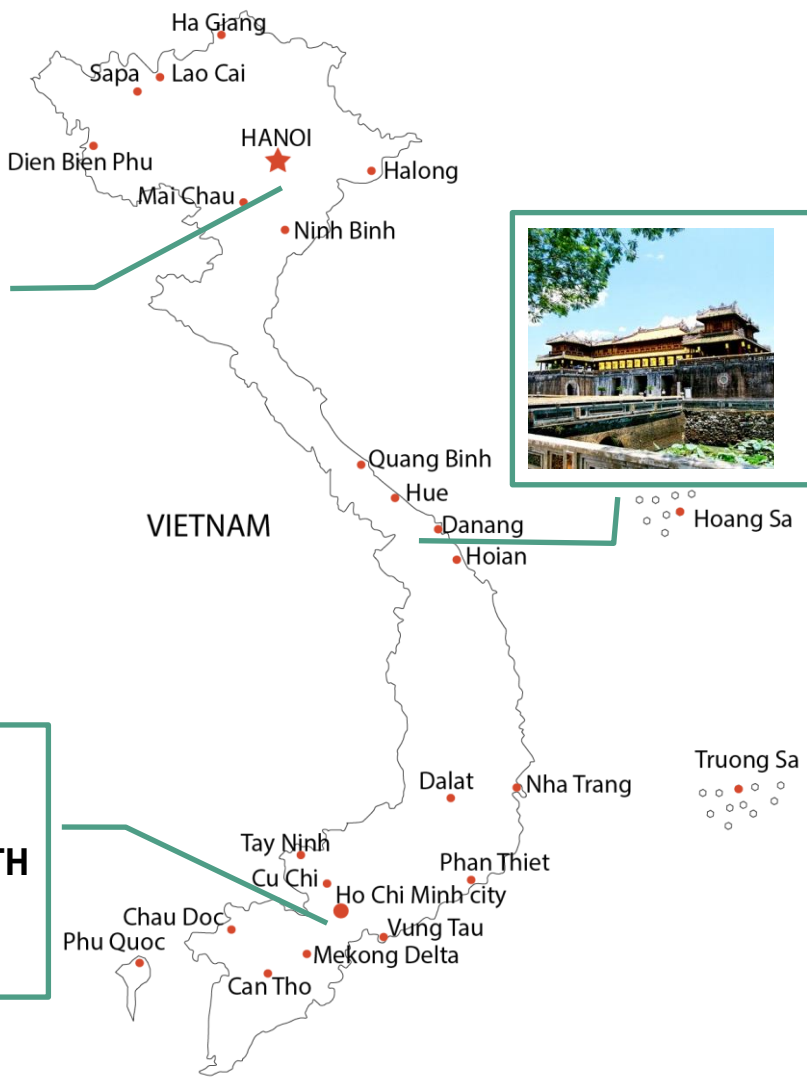 Ha Giang
Sapa
Lao Cai
HANOI
Dien Bien Phu
Halong
Mai Chau
Ninh Binh
Quang Binh
Hue
VIETNAM
Danang
Hoang Sa
Hoian
Truong Sa
Dalat
Nha Trang
Tay Ninh
TH
Phan Thiet
Cu Chi
Ho Chi Minh city
Chau Doc
Vung Tau
Phu Quoc
Mekong Delta
Can Tho